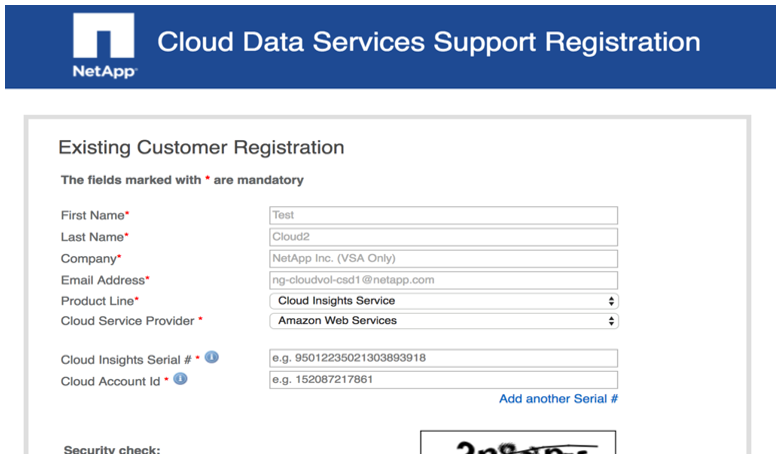 Cloud Data Services Support Registration
NetApp
Existing Customer Registration
The fields marked with * are mandatory
First Name* Test
Last Name* Cloud2
Company* NetApp Inc. (VSA Only)
Email Address* ng-cloudvol-csd1@netapp.com
Product Line* Cloud Insights Service
Cloud Service Provider * Amazon Web Services
Cloud Insights Serial # * i e.g. 95012235021303893918
Cloud Account Id * i e.g. 152087217861
Add another Serial #
Security check: